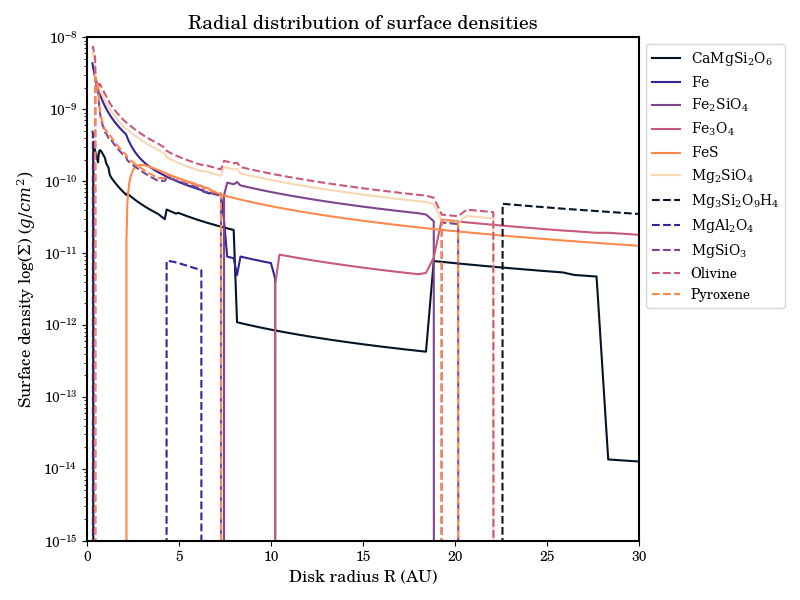 Radial distribution of surface densities
Surface density log(Σ) (g/cm²)
10⁻⁸
10⁻⁹
10⁻¹⁰
10⁻¹¹
10⁻¹²
10⁻¹³
10⁻¹⁴
10⁻¹⁵
0 5 10 15 20 25 30
Disk radius R (AU)
CaMgSi₂O₆
Fe
Fe₂SiO₄
Fe₃O₄
FeS
Mg₂SiO₄
Mg₃Si₂O₉H₄
MgAl₂O₄
MgSiO₃
Olivine
Pyroxene